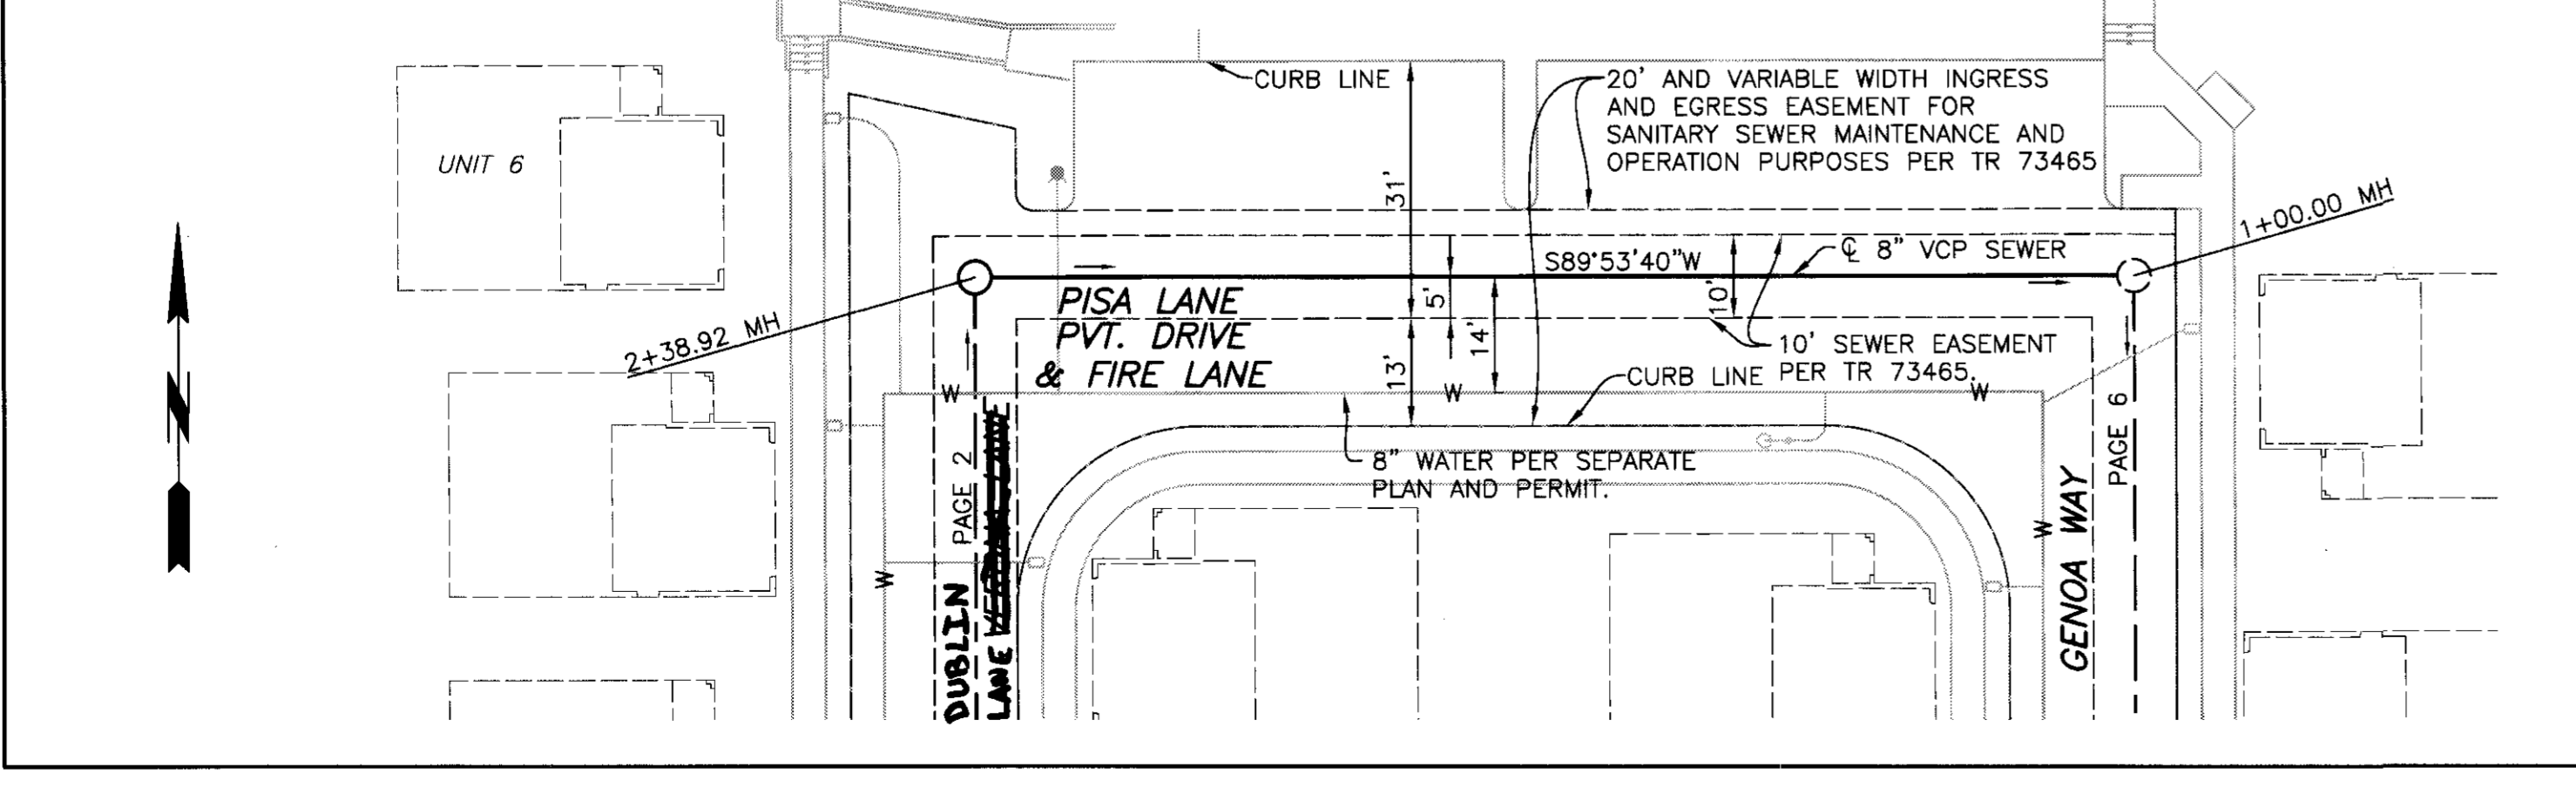 CURB LINE
20' AND VARIABLE WIDTH INGRESS
AND EGRESS EASEMENT FOR
SANITARY SEWER MAINTENANCE AND
OPERATION PURPOSES PER TR 73465
UNIT 6
31'
1+00.00 MH
S89°53'40"W
℄ 8" VCP SEWER
PISA LANE
PVT. DRIVE
& FIRE LANE
5'
10'
14'
13'
2+38.92 MH
10' SEWER EASEMENT
PER TR 73465.
CURB LINE
W
W
W
N
8" WATER PER SEPARATE
PLAN AND PERMIT.
PAGE 2
DUBLIN
LANE
W
W
GENOA WAY
PAGE 6